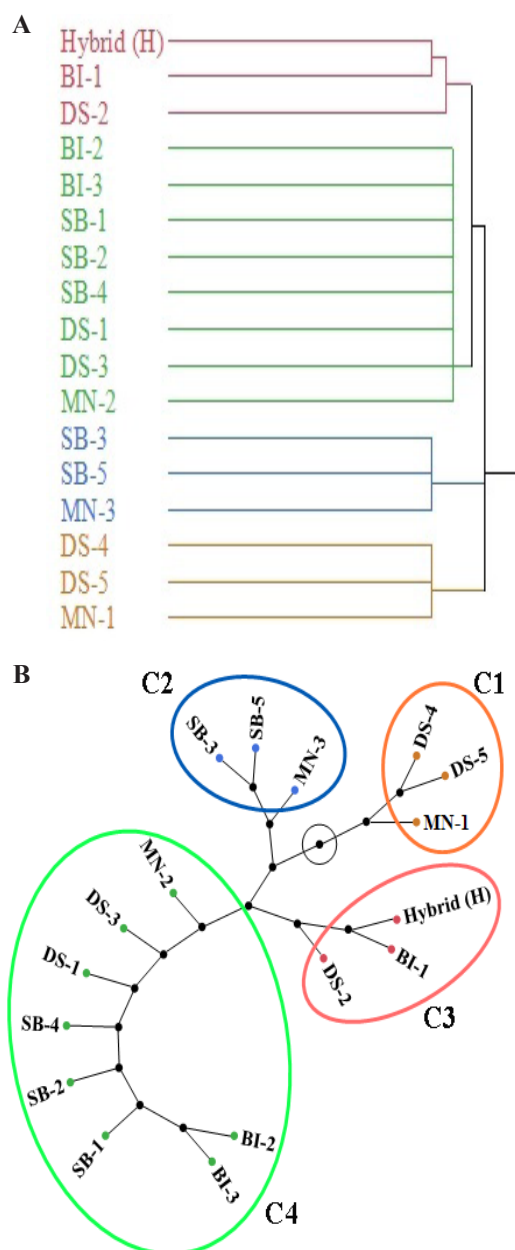 A
Hybrid (H)
BI-1
DS-2
BI-2
BI-3
SB-1
SB-2
SB-4
DS-1
DS-3
MN-2
SB-3
SB-5
MN-3
DS-4
DS-5
MN-1
B
C2
C1
SB-3
SB-5
MN-3
DS-4
DS-5
MN-1
MN-2
DS-3
DS-1
SB-4
SB-2
SB-1
BI-3
BI-2
Hybrid (H)
BI-1
DS-2
C3
C4